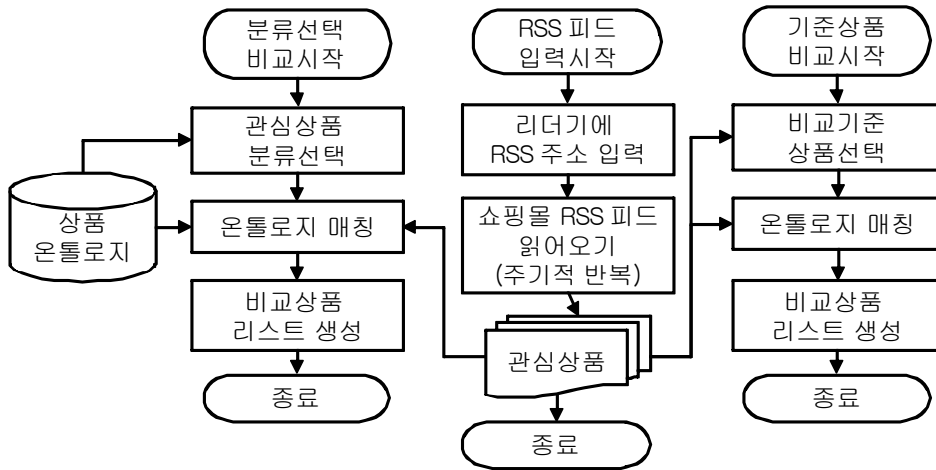 분류선택
비교시작
관심상품
분류선택
상품
온톨로지
온톨로지 매칭
비교상품
리스트 생성
종료
RSS 피드
입력시작
리더기에
RSS 주소 입력
쇼핑몰 RSS 피드
읽어오기
(주기적 반복)
관심상품
종료
기준상품
비교시작
비교기준
상품선택
온톨로지 매칭
비교상품
리스트 생성
종료